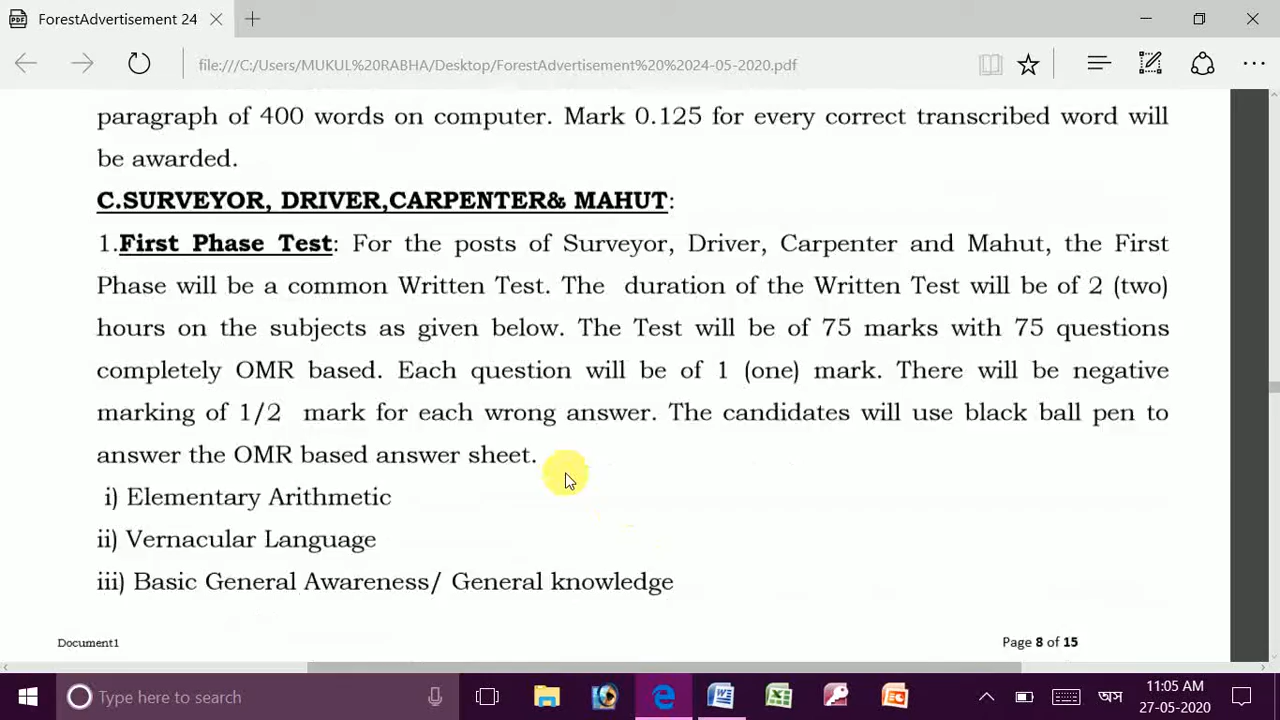 ForestAdvertisement 24
file:///C:/Users/MUKUL%20RABHA/Desktop/ForestAdvertisement%20%2024-05-2020.pdf
paragraph of 400 words on computer. Mark 0.125 for every correct transcribed word will
be awarded.
C.SURVEYOR, DRIVER,CARPENTER& MAHUT:
1.First Phase Test: For the posts of Surveyor, Driver, Carpenter and Mahut, the First
Phase will be a common Written Test. The duration of the Written Test will be of 2 (two)
hours on the subjects as given below. The Test will be of 75 marks with 75 questions
completely OMR based. Each question will be of 1 (one) mark. There will be negative
marking of 1/2 mark for each wrong answer. The candidates will use black ball pen to
answer the OMR based answer sheet.
i) Elementary Arithmetic
ii) Vernacular Language
iii) Basic General Awareness/ General knowledge
Document1
Page 8 of 15
Type here to search
অস
11:05 AM
27-05-2020